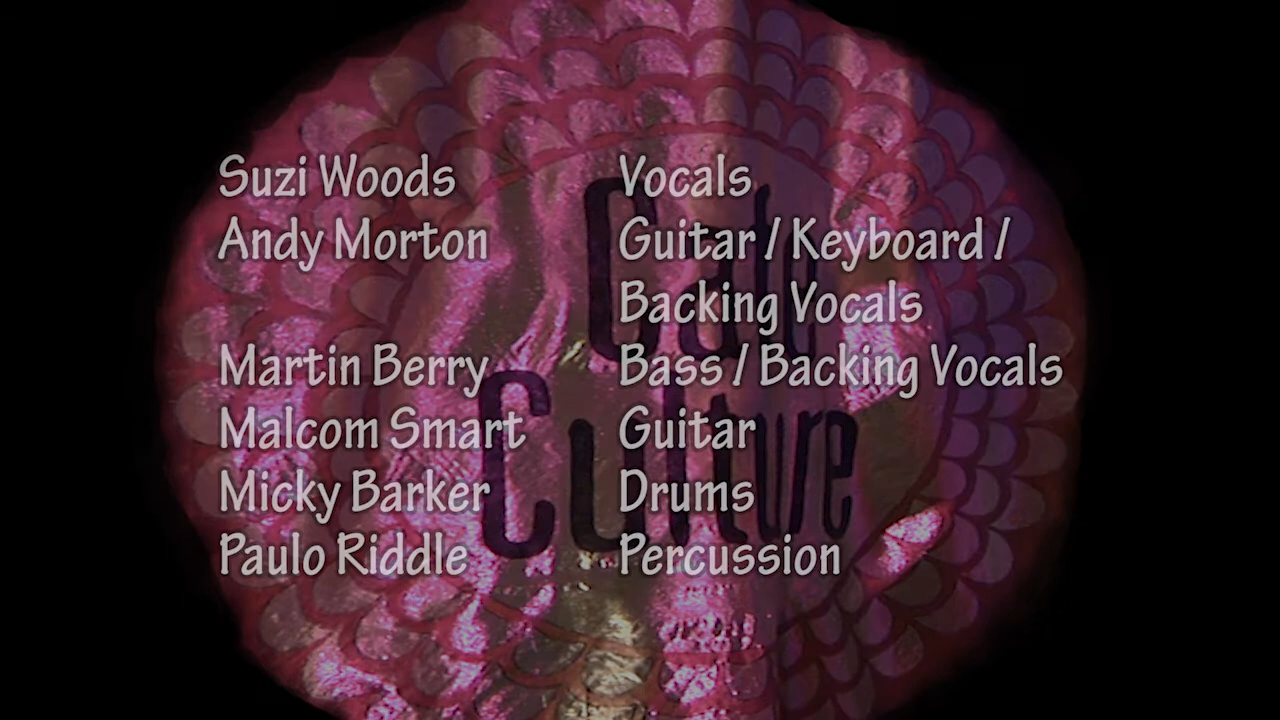 Suzi Woods Vocals
Andy Morton Guitar / Keyboard /
Backing Vocals
Martin Berry Bass / Backing Vocals
Malcom Smart Guitar
Micky Barker Drums
Paulo Riddle Percussion
Cafe
Culture